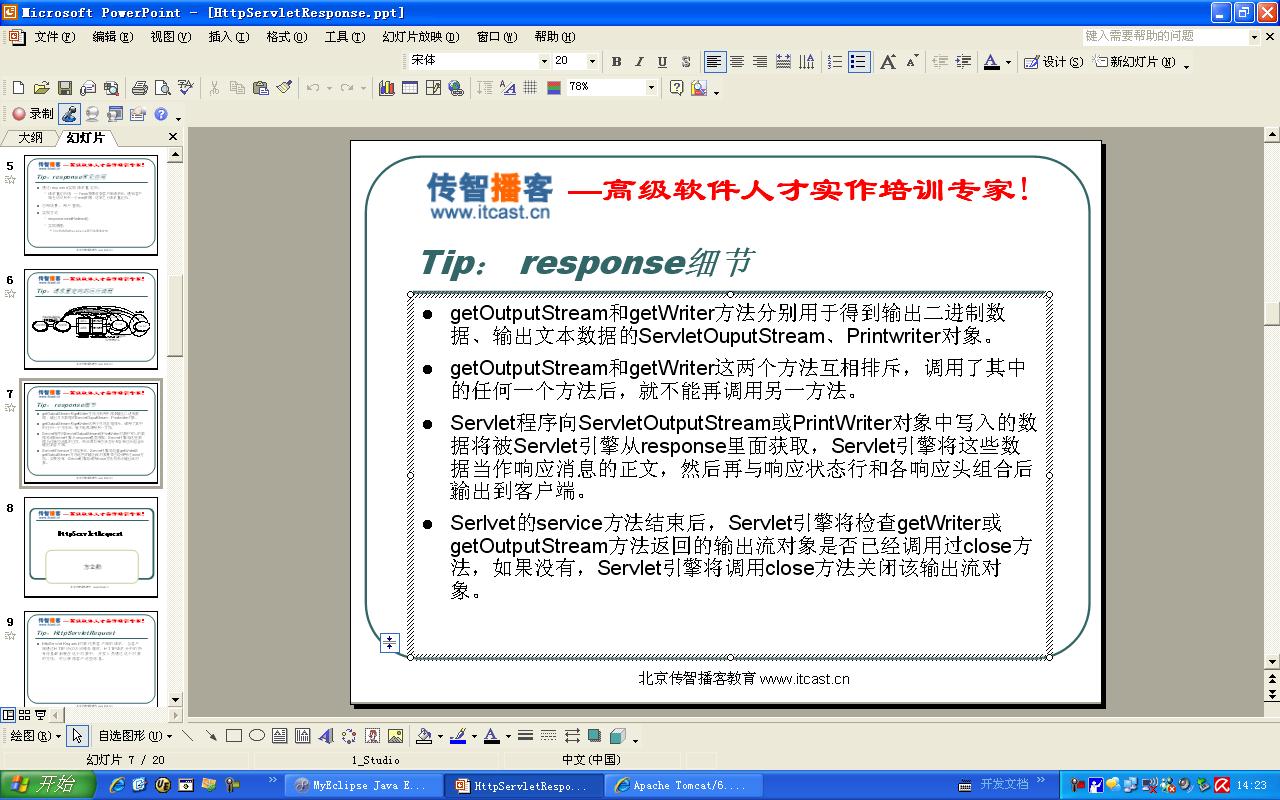 Microsoft PowerPoint - [HttpServletResponse.ppt]
文件(F) 编辑(E) 视图(V) 插入(I) 格式(O) 工具(T) 幻灯片放映(D) 窗口(W) 帮助(H) 键入需要帮助的问题
宋体 20 B I U S 设计(S) 新幻灯片(N)
78%
录制
大纲 幻灯片
5
6
7
8
HttpServletRequest
9
Tip: HttpServletRequest
传智播客 —高级软件人才实作培训专家!
www.itcast.cn
Tip: response细节
● getOutputStream和getWriter方法分别用于得到输出二进制数
据、输出文本数据的ServletOuputStream、Printwriter对象。
● getOutputStream和getWriter这两个方法互相排斥，调用了其中
的任何一个方法后，就不能再调用另一方法。
● Servlet程序向ServletOutputStream或PrintWriter对象中写入的数
据将被Servlet引擎从response里面获取，Servlet引擎将这些数
据当作响应消息的正文，然后再与响应状态行和各响应头组合后
输出到客户端。
● Serlvet的service方法结束后，Servlet引擎将检查getWriter或
getOutputStream方法返回的输出流对象是否已经调用过close方
法，如果没有，Servlet引擎将调用close方法关闭该输出流对
象。
北京传智播客教育 www.itcast.cn
绘图(R) 自选图形(U)
幻灯片 7 / 20 1_Studio 中文(中国)
开始 MyEclipse Java E... HttpServletRespo... Apache Tomcat/6.... 开发文档 14:23